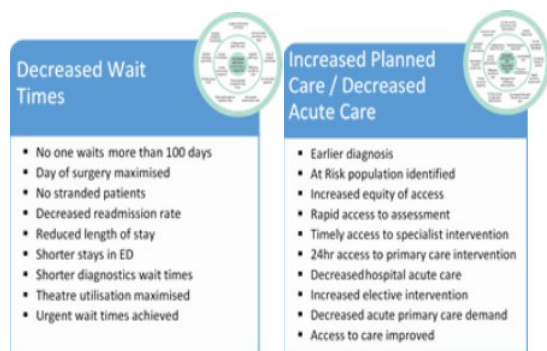 Decreased Wait
Times
No one waits more than 100 days
Day of surgery maximised
No stranded patients
Decreased readmission rate
Reduced length of stay
Shorter stays in ED
Shorter diagnostics wait times
Theatre utilisation maximised
Urgent wait times achieved
Increased Planned
Care / Decreased
Acute Care
Earlier diagnosis
At Risk population identified
Increased equity of access
Rapid access to assessment
Timely access to specialist intervention
24hr access to primary care intervention
Decreased hospital acute care
Increased elective intervention
Decreased acute primary care demand
Access to care improved